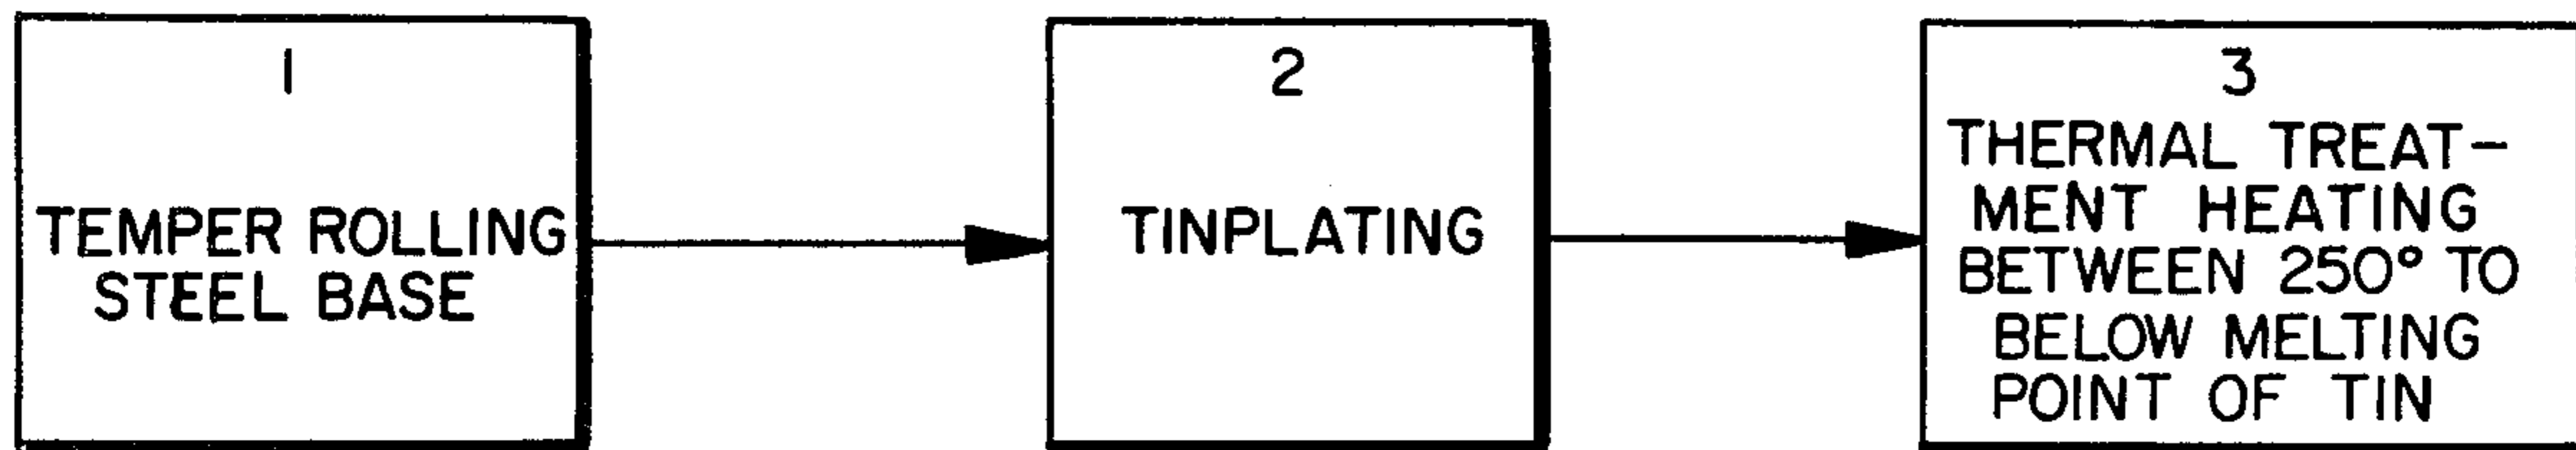 1
TEMPER ROLLING
STEEL BASE
2
TINPLATING
3
THERMAL TREAT-
MENT HEATING
BETWEEN 250° TO
BELOW MELTING
POINT OF TIN